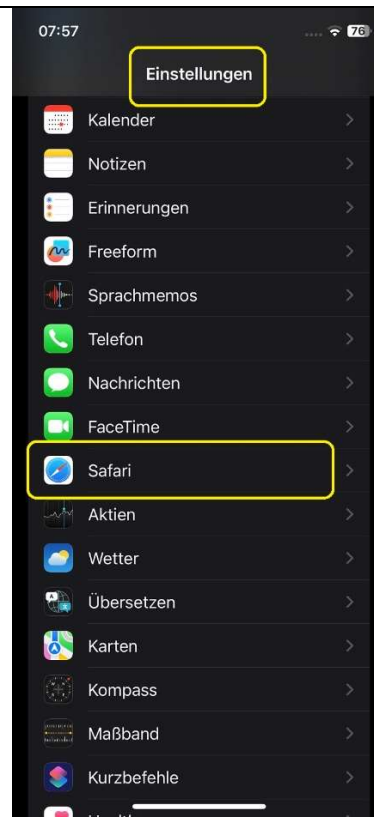 07:57
76
Einstellungen
Kalender
Notizen
Erinnerungen
Freeform
Sprachmemos
Telefon
Nachrichten
FaceTime
Safari
Aktien
Wetter
Übersetzen
Karten
Kompass
Maßband
Kurzbefehle